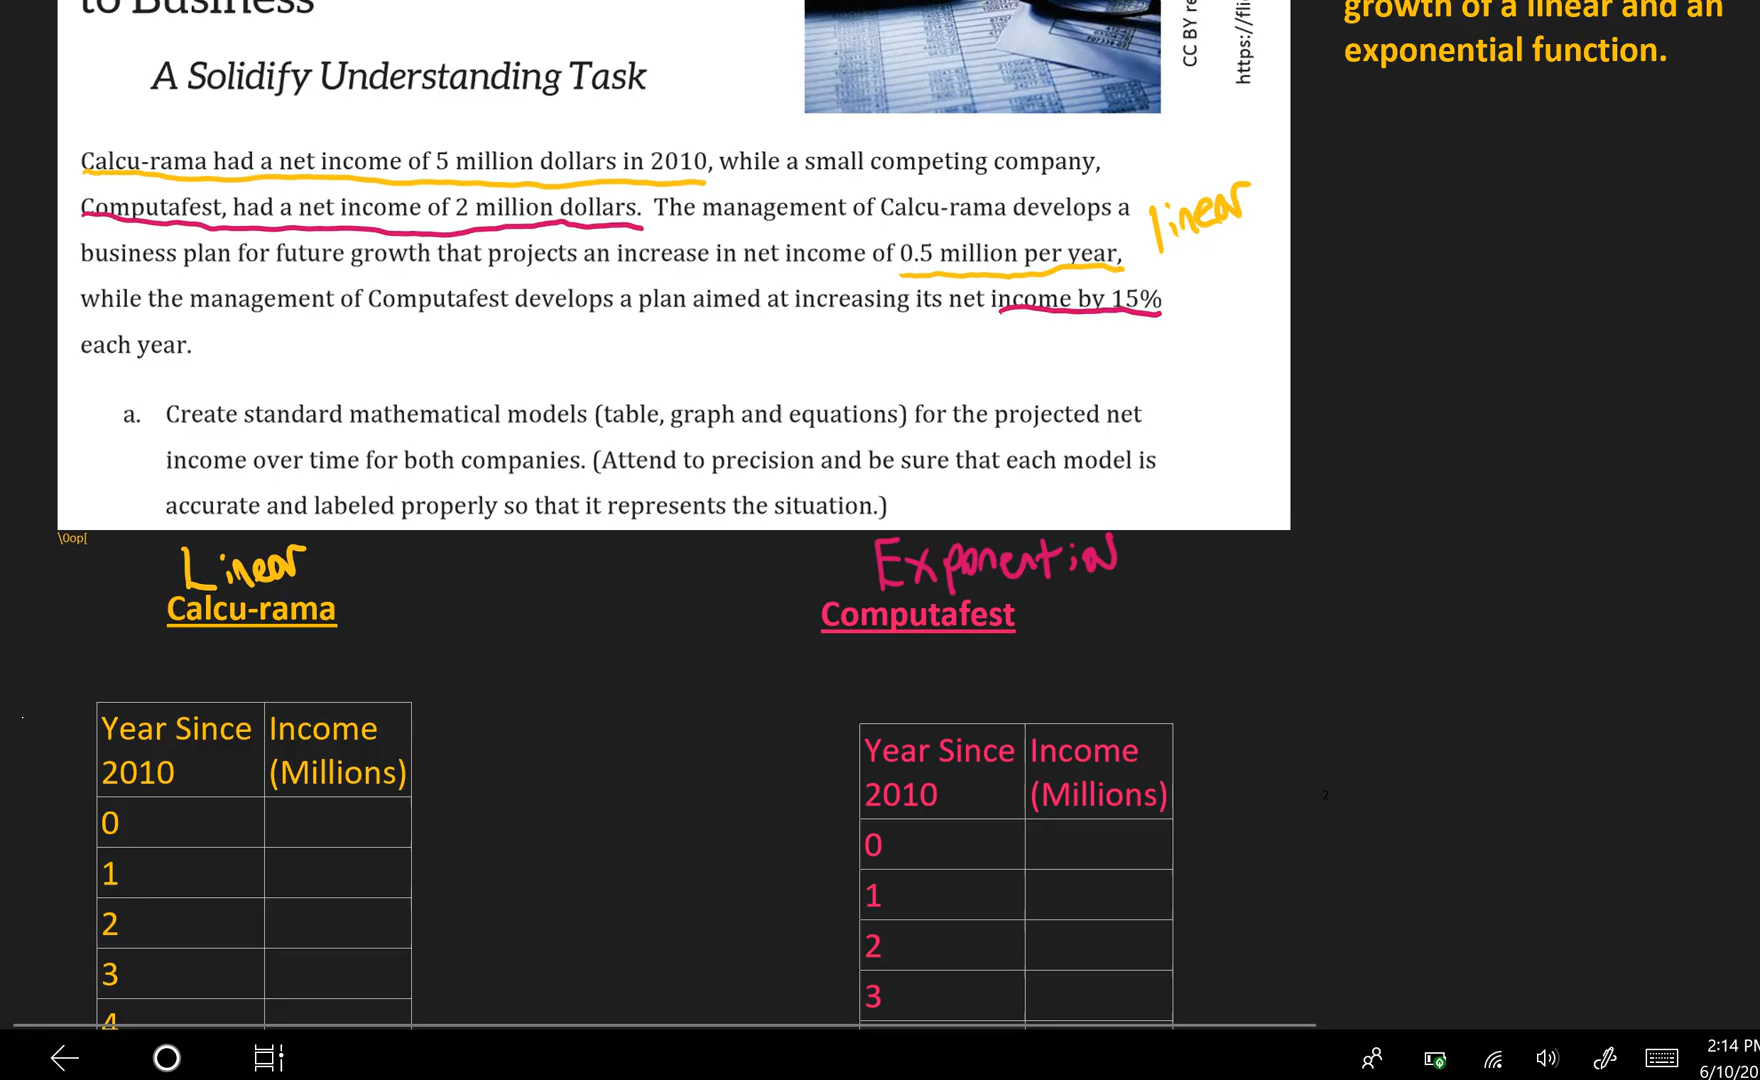 to Business
A Solidify Understanding Task
CC BY re
https://fli
growth of a linear and an
exponential function.
Calcu-rama had a net income of 5 million dollars in 2010, while a small competing company,
Computafest, had a net income of 2 million dollars. The management of Calcu-rama develops a
linear
business plan for future growth that projects an increase in net income of 0.5 million per year,
while the management of Computafest develops a plan aimed at increasing its net income by 15%
each year.
a. Create standard mathematical models (table, graph and equations) for the projected net
income over time for both companies. (Attend to precision and be sure that each model is
accurate and labeled properly so that it represents the situation.)
\0op[
Linear
Calcu-rama
Exponential
Computafest
Year Since
2010
Income
(Millions)
0
1
2
3
4
Year Since
2010
Income
(Millions)
0
1
2
3
2
2:14 PM
6/10/20